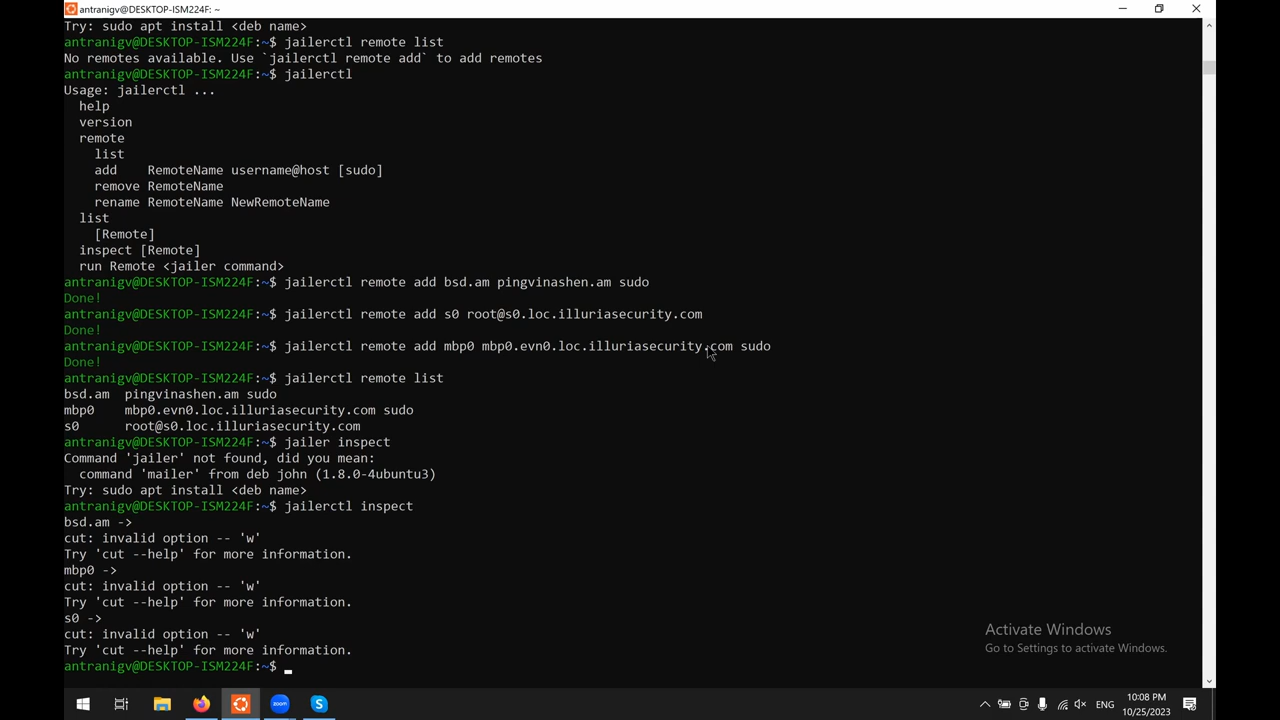 antranigv@DESKTOP-ISM224F: ~
Try: sudo apt install <deb name>
antranigv@DESKTOP-ISM224F:~$ jailerctl remote list
No remotes available. Use `jailerctl remote add` to add remotes
antranigv@DESKTOP-ISM224F:~$ jailerctl
Usage: jailerctl ...
  help
  version
  remote
    list
    add    RemoteName username@host [sudo]
    remove RemoteName
    rename RemoteName NewRemoteName
  list
    [Remote]
  inspect [Remote]
  run Remote <jailer command>
antranigv@DESKTOP-ISM224F:~$ jailerctl remote add bsd.am pingvinashen.am sudo
Done!
antranigv@DESKTOP-ISM224F:~$ jailerctl remote add s0 root@s0.loc.illuriasecurity.com
Done!
antranigv@DESKTOP-ISM224F:~$ jailerctl remote add mbp0 mbp0.evn0.loc.illuriasecurity.com sudo
Done!
antranigv@DESKTOP-ISM224F:~$ jailerctl remote list
bsd.am  pingvinashen.am sudo
mbp0    mbp0.evn0.loc.illuriasecurity.com sudo
s0      root@s0.loc.illuriasecurity.com
antranigv@DESKTOP-ISM224F:~$ jailer inspect
Command 'jailer' not found, did you mean:
  command 'mailer' from deb john (1.8.0-4ubuntu3)
Try: sudo apt install <deb name>
antranigv@DESKTOP-ISM224F:~$ jailerctl inspect
bsd.am ->
cut: invalid option -- 'w'
Try 'cut --help' for more information.
mbp0 ->
cut: invalid option -- 'w'
Try 'cut --help' for more information.
s0 ->
cut: invalid option -- 'w'
Try 'cut --help' for more information.
antranigv@DESKTOP-ISM224F:~$
Activate Windows
Go to Settings to activate Windows.
zoom
S
ENG
10:08 PM
10/25/2023